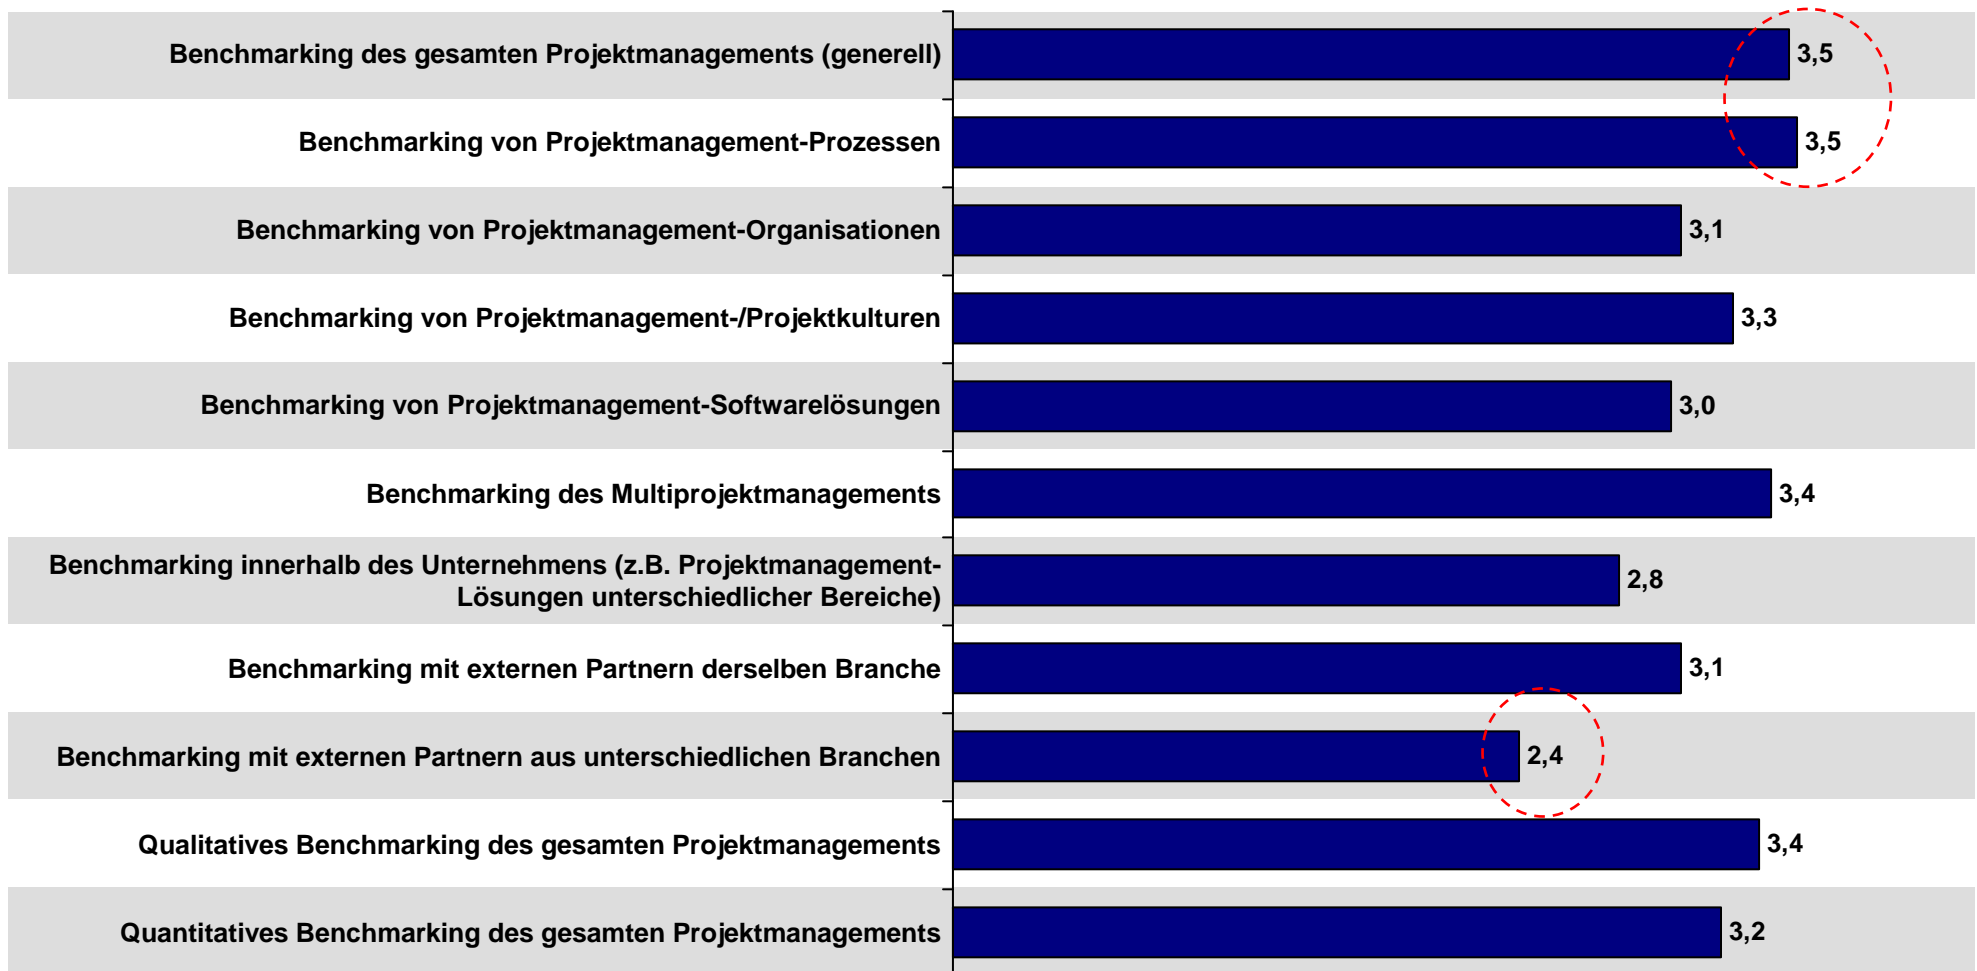 Benchmarking des gesamten Projektmanagements (generell) 3,5
Benchmarking von Projektmanagement-Prozessen 3,5
Benchmarking von Projektmanagement-Organisationen 3,1
Benchmarking von Projektmanagement-/Projektkulturen 3,3
Benchmarking von Projektmanagement-Softwarelösungen 3,0
Benchmarking des Multiprojektmanagements 3,4
Benchmarking innerhalb des Unternehmens (z.B. Projektmanagement-
Lösungen unterschiedlicher Bereiche) 2,8
Benchmarking mit externen Partnern derselben Branche 3,1
Benchmarking mit externen Partnern aus unterschiedlichen Branchen 2,4
Qualitatives Benchmarking des gesamten Projektmanagements 3,4
Quantitatives Benchmarking des gesamten Projektmanagements 3,2